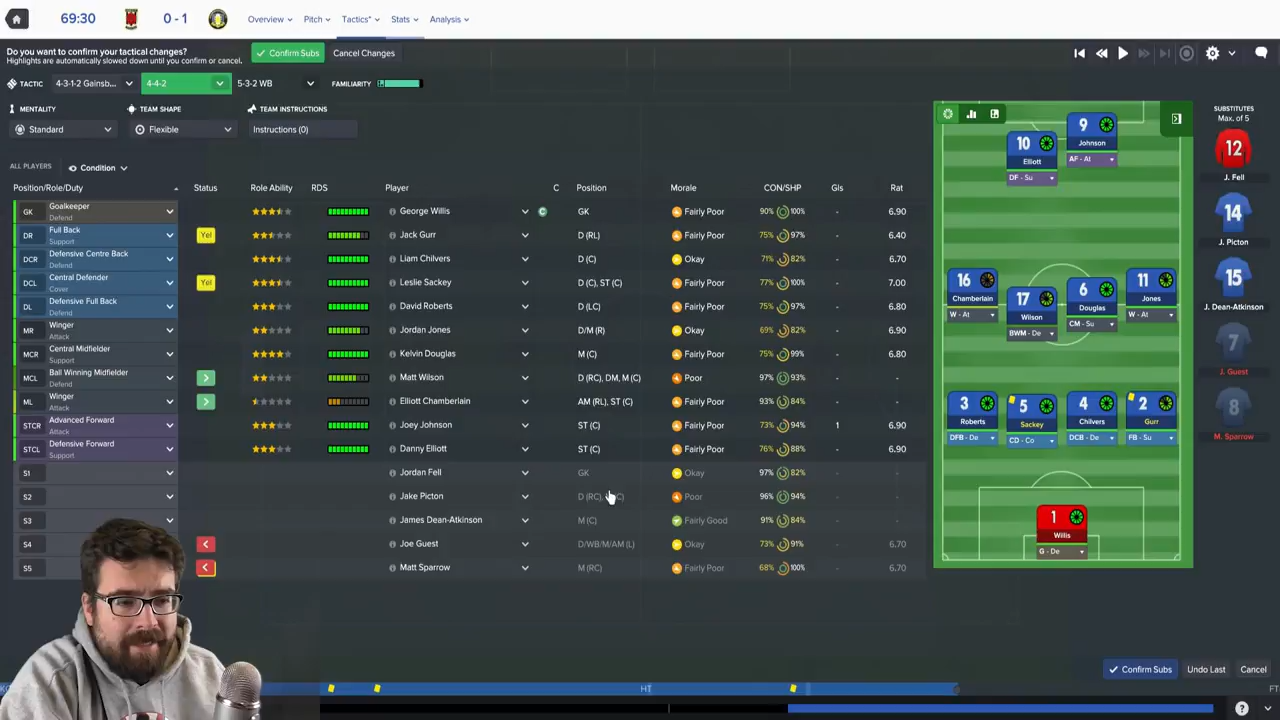 69:30
0 - 1
Overview
Pitch
Tactics*
Stats
Analysis
Do you want to confirm your tactical changes?
Highlights are automatically slowed down until you confirm or cancel.
Confirm Subs
Cancel Changes
TACTIC
4-3-1-2 Gainsb...
4-4-2
5-3-2 WB
FAMILIARITY
MENTALITY
TEAM SHAPE
TEAM INSTRUCTIONS
Standard
Flexible
Instructions (0)
ALL PLAYERS
Condition
Position/Role/Duty Status Role Ability RDS Player C Position Morale CON/SHP Gls Rat
GK Goalkeeper Defend George Willis C GK Fairly Poor 90% 100% - 6.90
DR Full Back Support Yel Jack Gurr D (RL) Fairly Poor 75% 97% - 6.40
DCR Defensive Centre Back Defend Liam Chilvers D (C) Okay 71% 82% - 6.70
DCL Central Defender Cover Yel Leslie Sackey D (C), ST (C) Fairly Poor 77% 100% - 7.00
DL Defensive Full Back Defend David Roberts D (LC) Fairly Poor 75% 97% - 6.80
MR Winger Attack Jordan Jones D/M (R) Okay 69% 82% - 6.90
MCR Central Midfielder Support Kelvin Douglas M (C) Fairly Poor 75% 99% - 6.80
MCL Ball Winning Midfielder Defend Matt Wilson D (RC), DM, M (C) Poor 97% 93% - -
ML Winger Attack Elliott Chamberlain AM (RL), ST (C) Fairly Poor 93% 84% - -
STCR Advanced Forward Attack Joey Johnson ST (C) Fairly Poor 73% 94% 1 6.90
STCL Defensive Forward Support Danny Elliott ST (C) Fairly Poor 76% 88% - 6.90
S1 Jordan Fell GK Okay 97% 82% - -
S2 Jake Picton D (RC), C) Poor 96% 94% - -
S3 James Dean-Atkinson M (C) Fairly Good 91% 84% - -
S4 Joe Guest D/WB/M/AM (L) Okay 73% 91% - 6.70
S5 Matt Sparrow M (RC) Fairly Poor 68% 100% - 6.70
9
Johnson
AF - At
10
Elliott
DF - Su
16
Chamberlain
W - At
17
Wilson
BWM - De
6
Douglas
CM - Su
11
Jones
W - At
3
Roberts
DFB - De
5
Sackey
CD - Co
4
Chilvers
DCB - De
2
Gurr
FB - Su
1
Willis
G - De
SUBSTITUTES
Max. of 5
12
J. Fell
14
J. Picton
15
J. Dean-Atkinson
7
J. Guest
8
M. Sparrow
Confirm Subs
Undo Last
Cancel
HT
FT